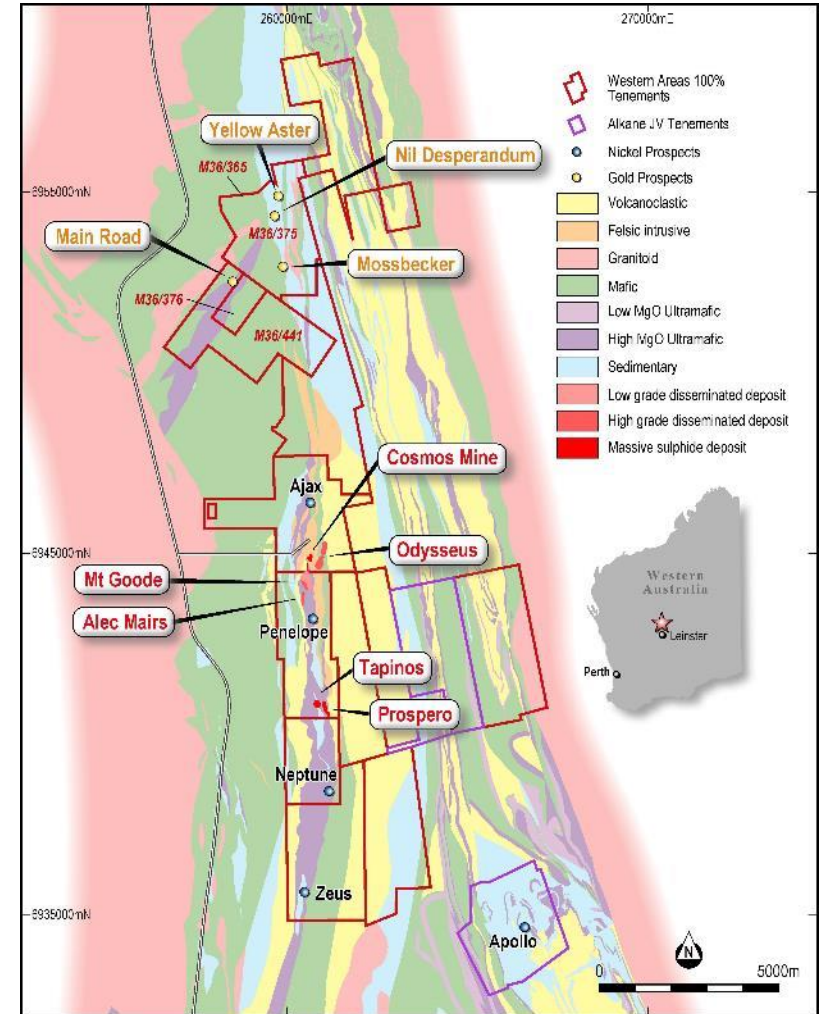 260000mE
270000mE
Western Areas 100%
Tenements
Alkane JV Tenements
Nickel Prospects
Gold Prospects
Volcanoclastic
Felsic intrusive
Granitoid
Mafic
Low MgO Ultramafic
High MgO Ultramafic
Sedimentary
Low grade disseminated deposit
High grade disseminated deposit
Massive sulphide deposit
Yellow Aster
Nil Desperandum
M36/365
6955000mN
M36/375
Main Road
Mossbecker
M36/376
M36/441
Cosmos Mine
Ajax
6945000mN
Odysseus
Mt Goode
Alec Mairs
Penelope
Tapinos
Prospero
Neptune
Zeus
6935000mN
Apollo
Western
Australia
Leinster
Perth
N
0
5000m